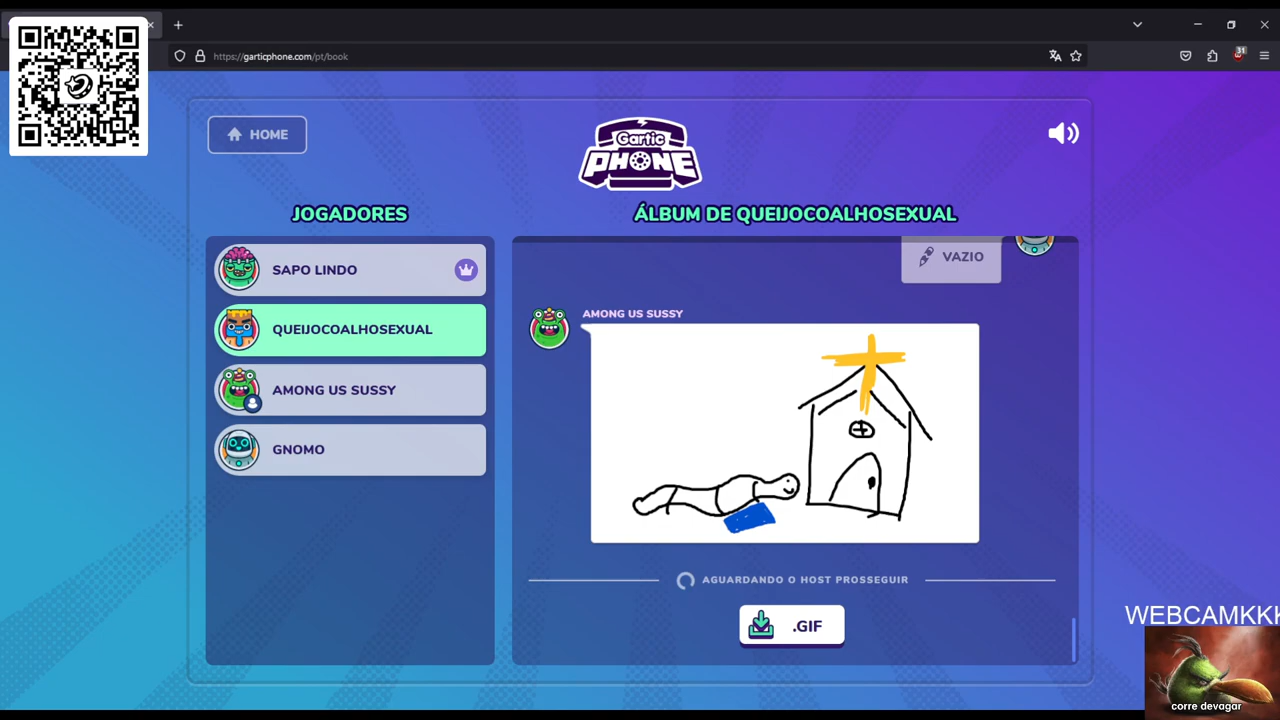 https://garticphone.com/pt/book
31
HOME
Gartic
PHONE
JOGADORES
ÁLBUM DE QUEIJOCOALHOSEXUAL
SAPO LINDO
QUEIJOCOALHOSEXUAL
AMONG US SUSSY
GNOMO
VAZIO
AMONG US SUSSY
AGUARDANDO O HOST PROSSEGUIR
.GIF
WEBCAMKKK
corre devagar